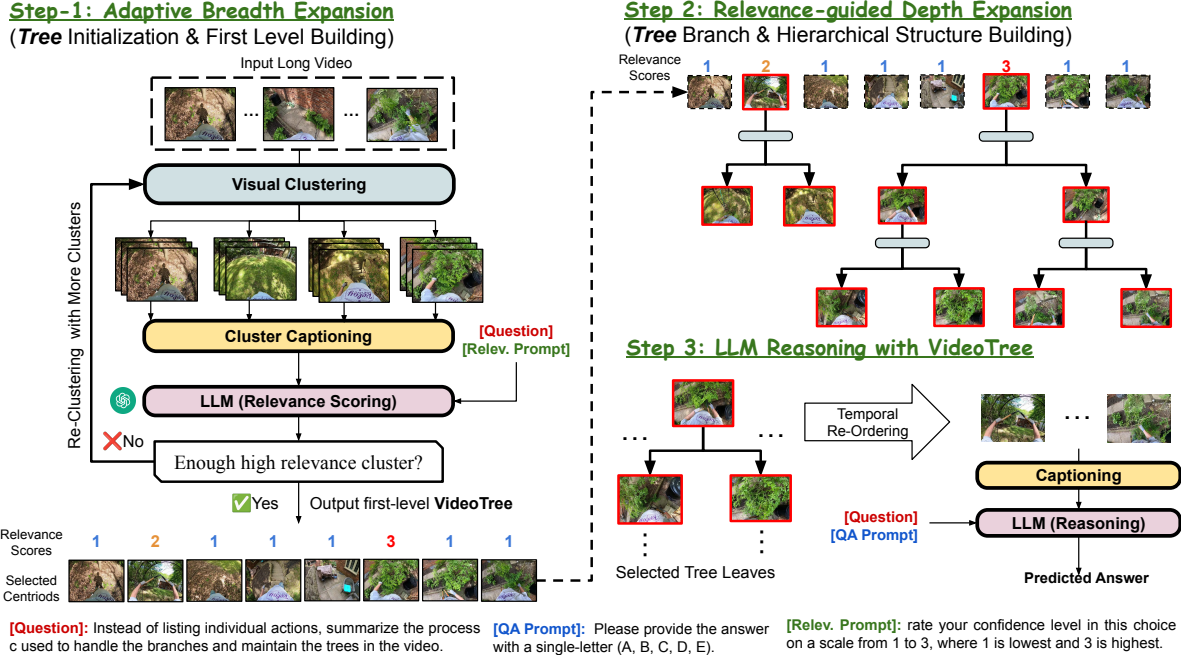 Step-1: Adaptive Breadth Expansion
(Tree Initialization & First Level Building)
Input Long Video
... ...
Visual Clustering
Re-Clustering with More Clusters
Cluster Captioning
[Question]
[Relev. Prompt]
LLM (Relevance Scoring)
No
Enough high relevance cluster?
Yes
Output first-level VideoTree
Relevance
Scores
1 2 1 1 1 3 1 1
Selected
Centriods
Step 2: Relevance-guided Depth Expansion
(Tree Branch & Hierarchical Structure Building)
Relevance
Scores
1 2 1 1 1 3 1 1
Step 3: LLM Reasoning with VideoTree
... ...
Selected Tree Leaves
Temporal
Re-Ordering
...
Captioning
[Question]
[QA Prompt]
LLM (Reasoning)
Predicted Answer
[Question]: Instead of listing individual actions, summarize the process
c used to handle the branches and maintain the trees in the video.
[QA Prompt]: Please provide the answer
with a single-letter (A, B, C, D, E).
[Relev. Prompt]: rate your confidence level in this choice
on a scale from 1 to 3, where 1 is lowest and 3 is highest.